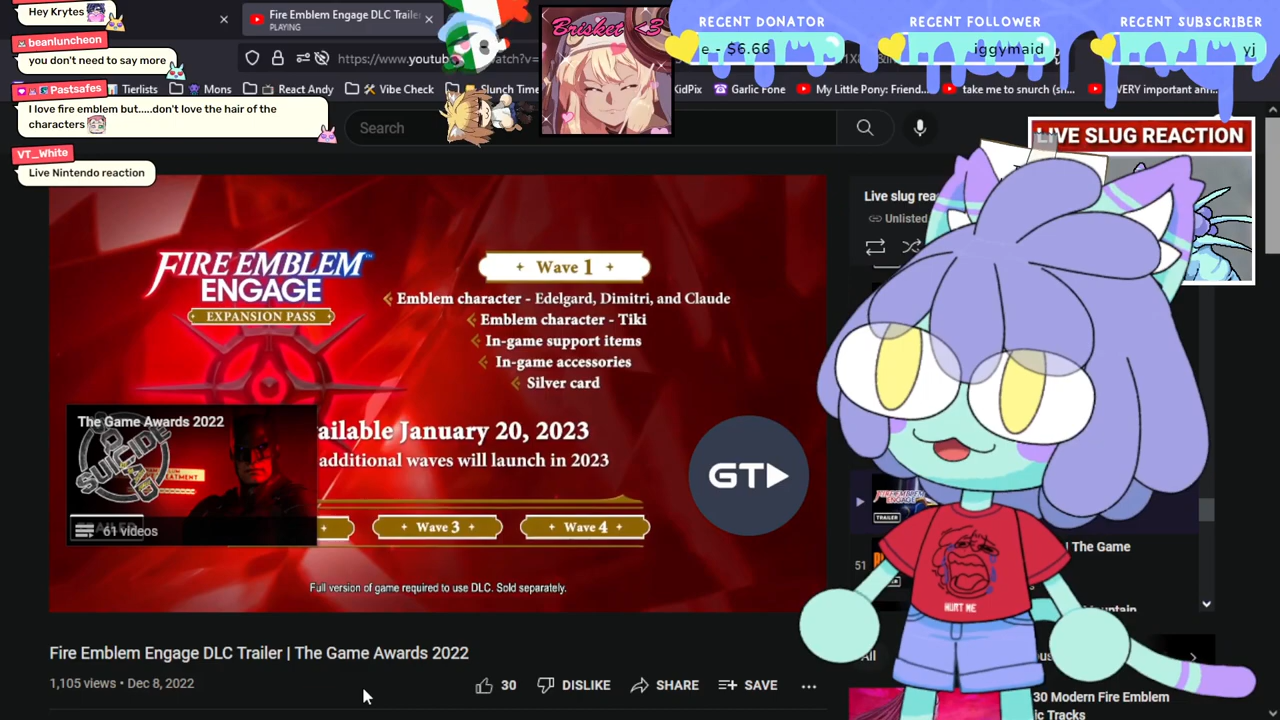 Hey Krytes
beanluncheon
you don't need to say more
Pastsafes
I love fire emblem but.....don't love the hair of the
characters
VT_White
Live Nintendo reaction
Fire Emblem Engage DLC Trailer
PLAYING
https://www.youtub
Tierlists
Mons
React Andy
Vibe Check
Slunch Time
KidPix
Garlic Fone
My Little Pony: Friend...
take me to snurch (sh...
VERY important ann...
Brisket <3
RECENT DONATOR
e - $6.66
RECENT FOLLOWER
iggymaid
RECENT SUBSCRIBER
yj
Search
LIVE SLUG REACTION
Live slug rea
Unlisted
FIRE EMBLEM™
ENGAGE
EXPANSION PASS
Wave 1
Emblem character - Edelgard, Dimitri, and Claude
Emblem character - Tiki
In-game support items
In-game accessories
Silver card
ailable January 20, 2023
additional waves will launch in 2023
Wave 3
Wave 4
The Game Awards 2022
SUICIDE
61 videos
GT
Full version of game required to use DLC. Sold separately.
ENGAGE
TRAILER
51
! The Game
HURT ME
Fire Emblem Engage DLC Trailer | The Game Awards 2022
1,105 views • Dec 8, 2022
30
DISLIKE
SHARE
SAVE
All
30 Modern Fire Emblem
ic Tracks